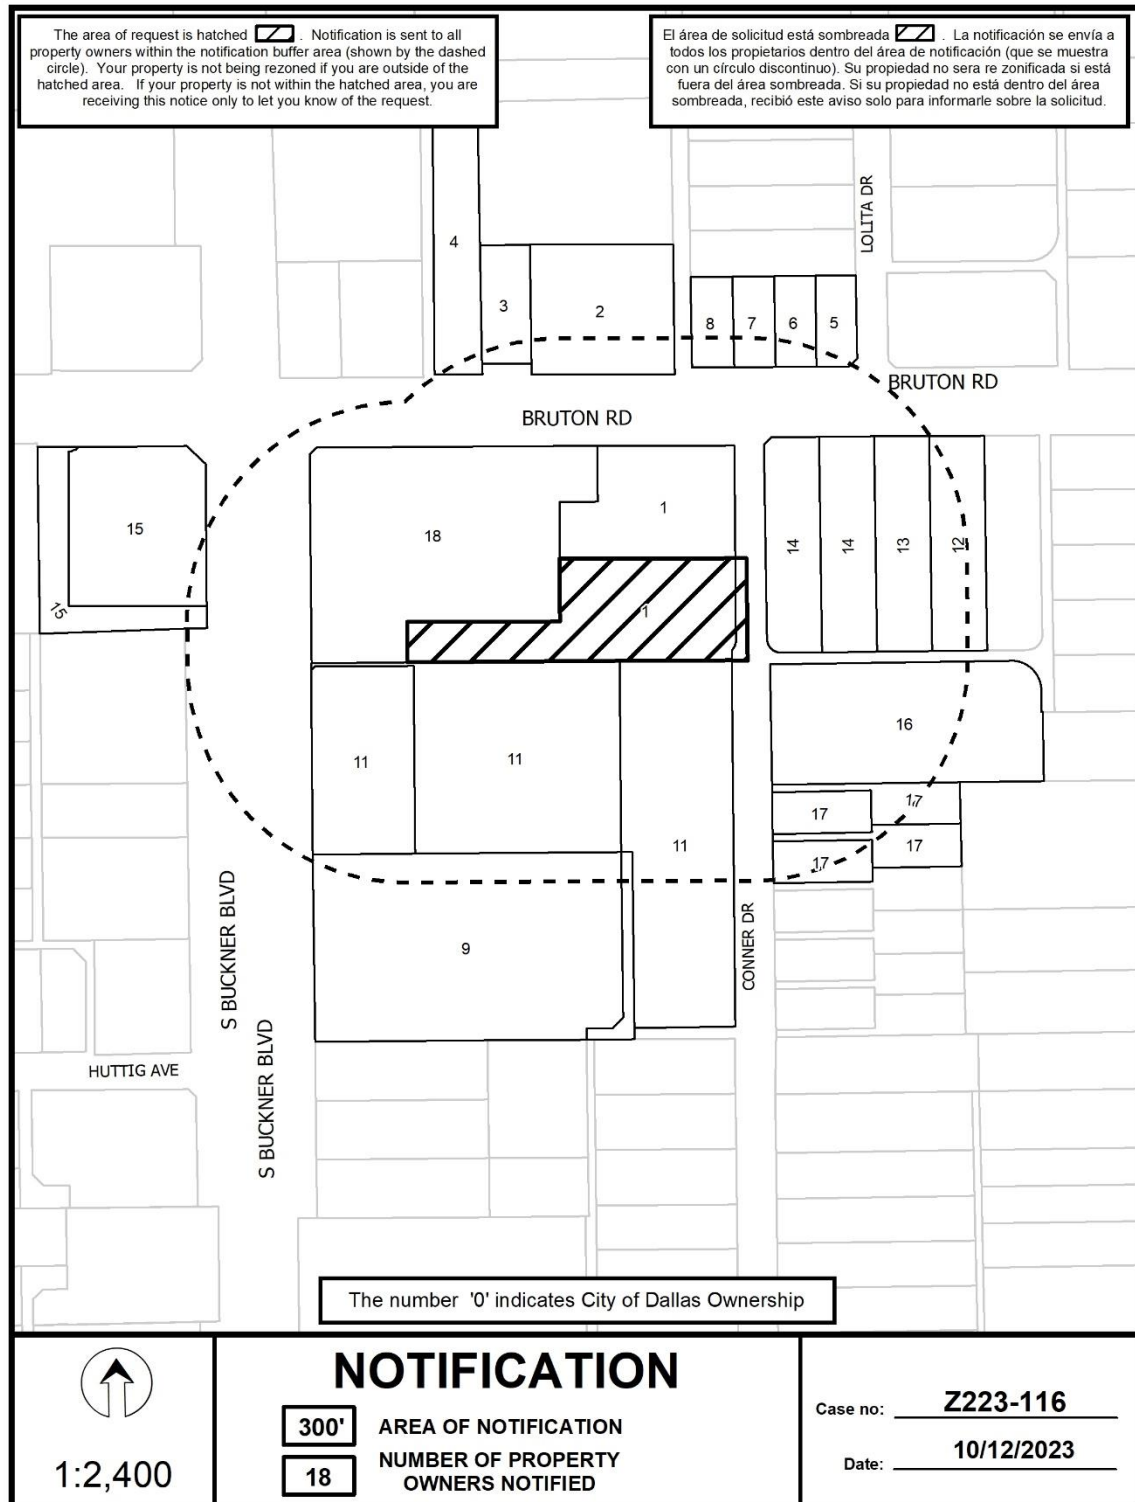 The area of request is hatched . Notification is sent to all
property owners within the notification buffer area (shown by the dashed
circle). Your property is not being rezoned if you are outside of the
hatched area. If your property is not within the hatched area, you are
receiving this notice only to let you know of the request.
El área de solicitud está sombreada . La notificación se envía a
todos los propietarios dentro del área de notificación (que se muestra
con un círculo discontinuo). Su propiedad no sera re zonificada si está
fuera del área sombreada. Si su propiedad no está dentro del área
sombreada, recibió este aviso solo para informarle sobre la solicitud.
LOLITA DR
4
3
2
8
7
6
5
BRUTON RD
BRUTON RD
15
15
18
1
1
14
14
13
12
11
11
11
16
17
17
17
17
9
S BUCKNER BLVD
S BUCKNER BLVD
CONNER DR
HUTTIG AVE
The number '0' indicates City of Dallas Ownership
1:2,400
NOTIFICATION
300' AREA OF NOTIFICATION
18 NUMBER OF PROPERTY
OWNERS NOTIFIED
Case no: Z223-116
Date: 10/12/2023